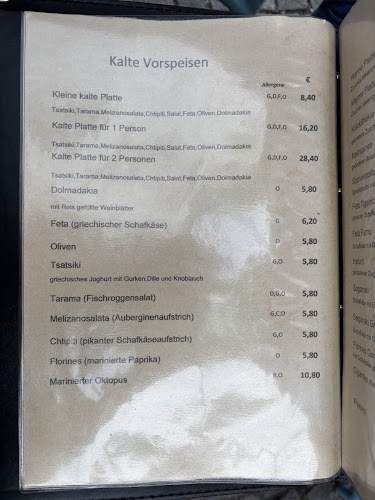 Kalte Vorspeisen
Allergene €
Kleine kalte Platte G,D,F,O 8,40
Tsatsiki,Tarama,Melizanosalata,Chtipiti,Salat,Feta,Oliven,Dolmadakia
Kalte Platte für 1 Person G,D,F,O 16,20
Tsatsiki,Tarama,Melizanosalata,Chtipiti,Salat,Feta,Oliven,Dolmadakia
Kalte Platte für 2 Personen G,D,F,O 28,40
Tsatsiki,Tarama,Melizanosalata,Chtipiti,Salat,Feta,Oliven,Dolmadakia
Dolmadakia O 5,80
mit Reis gefüllte Weinblätter
Feta (griechischer Schafkäse) G 6,20
Oliven O 5,80
Tsatsiki G,O 5,80
griechisches Joghurt mit Gurken,Dille und Knoblauch
Tarama (Fischroggensalat) D,G,O 5,80
Melizanosalata (Auberginenaufstrich) G,C,O 5,80
Chtipiti (pikanter Schafkäseaufstrich) G,O 5,80
Florines (marinierte Paprika) O 5,80
Marinierter Oktopus R,O 10,80